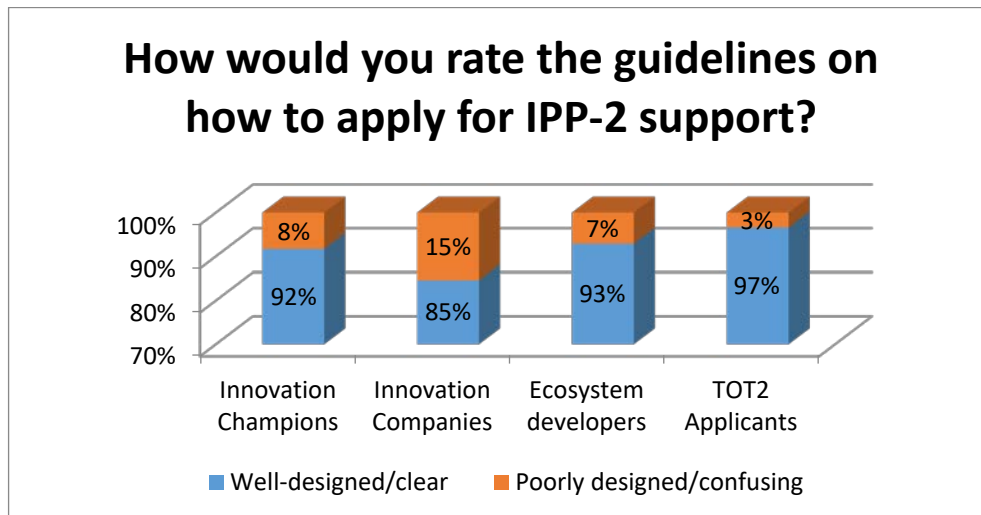 How would you rate the guidelines on
how to apply for IPP-2 support?
100%
90%
80%
70%
8%
15%
7%
3%
92%
85%
93%
97%
Innovation
Champions
Innovation
Companies
Ecosystem
developers
TOT2
Applicants
Well-designed/clear
Poorly designed/confusing